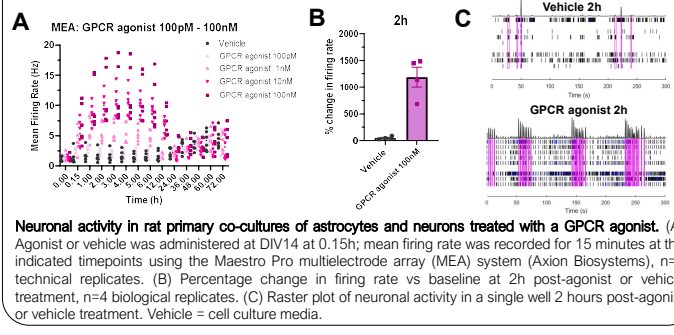 A
MEA: GPCR agonist 100pM - 100nM
Mean Firing Rate (Hz)
20
15
10
5
0
0.00
0.15
1.00
2.00
3.00
4.00
5.00
6.00
12.00
24.00
36.00
48.00
60.00
72.00
Time (h)
Vehicle
GPCR agonist 100pM
GPCR agonist 1nM
GPCR agonist 10nM
GPCR agonist 100nM
B
2h
% change in firing rate
2000
1500
1000
500
0
Vehicle
GPCR agonist 100nM
C
Vehicle 2h
0 50 100 150 200 250 300
Time (s)
GPCR agonist 2h
0 50 100 150 200 250 300
Time (s)
Neuronal activity in rat primary co-cultures of astrocytes and neurons treated with a GPCR agonist. (A
Agonist or vehicle was administered at DIV14 at 0.15h; mean firing rate was recorded for 15 minutes at th
indicated timepoints using the Maestro Pro multielectrode array (MEA) system (Axion Biosystems), n=
technical replicates. (B) Percentage change in firing rate vs baseline at 2h post-agonist or vehic
treatment, n=4 biological replicates. (C) Raster plot of neuronal activity in a single well 2 hours post-agonis
or vehicle treatment. Vehicle = cell culture media.